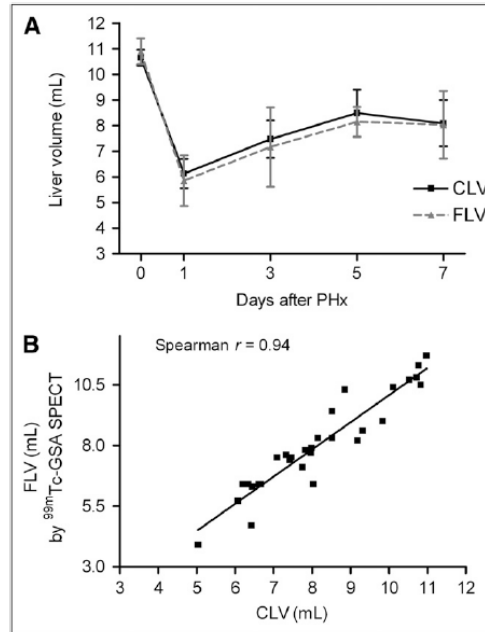 A
12
11
10
9
8
7
6
5
4
3
Liver volume (mL)
0 1 3 5 7
Days after PHx
CLV
FLV
B
Spearman r = 0.94
10.5
8.0
5.5
3.0
FLV (mL)
by 99mTc-GSA SPECT
3 4 5 6 7 8 9 10 11 12
CLV (mL)